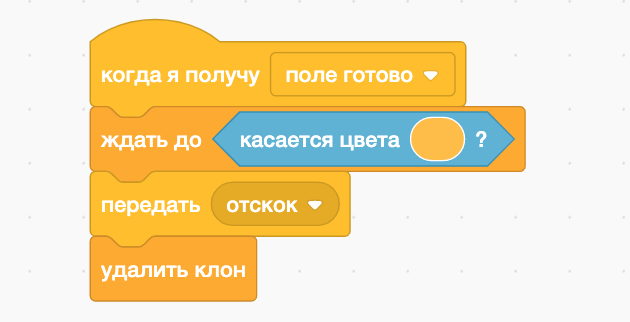 когда я получу поле готово
ждать до касается цвета ?
передать отскок
удалить клон